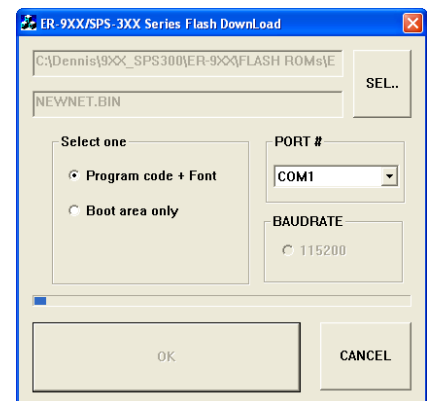 ER-9XX/SPS-3XX Series Flash DownLoad
C:\Dennis\9XX_SPS300\ER-9XX\FLASH ROMs\E
SEL..
NEWNET.BIN
Select one
PORT #
Program code + Font
COM1
Boot area only
BAUDRATE
115200
OK
CANCEL